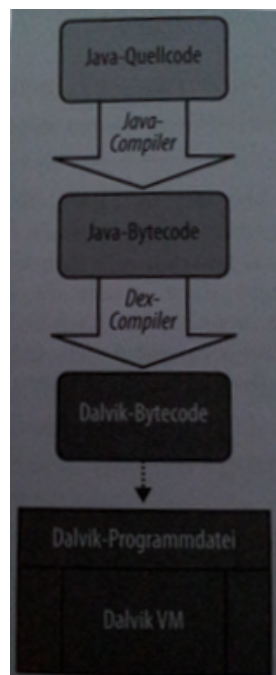 Java-Quellcode
Java-
Compiler
Java-Bytecode
Dex-
Compiler
Dalvik-Bytecode
Dalvik-Programmdatei
Dalvik VM